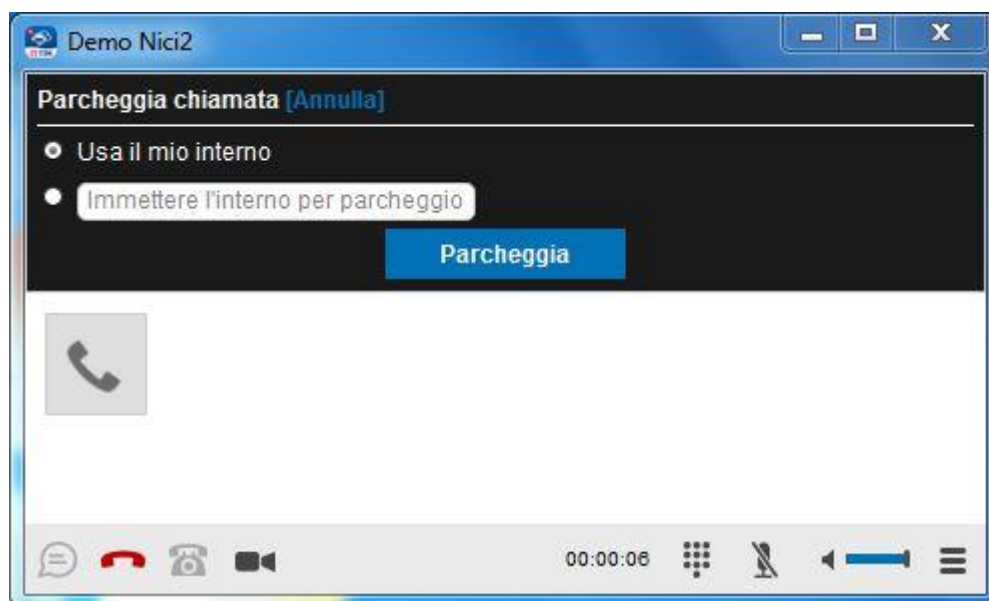 Demo Nici2
Parcheggia chiamata [Annulla]
Usa il mio interno
Immettere l'interno per parcheggio
Parcheggia
00:00:06